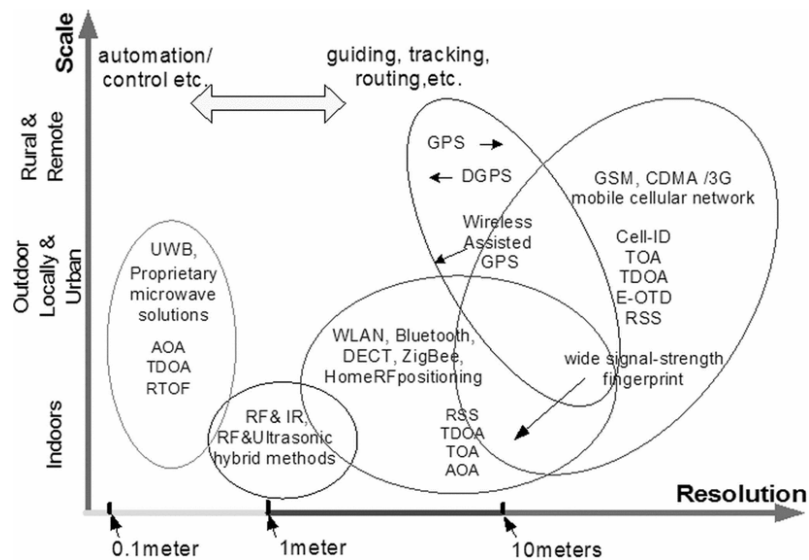 Scale
Rural &
Remote
Outdoor
Locally &
Urban
Indoors
automation/
control etc.
guiding, tracking,
routing,etc.
GPS
DGPS
Wireless
Assisted
GPS
GSM, CDMA /3G
mobile cellular network
Cell-ID
TOA
TDOA
E-OTD
RSS
UWB,
Proprietary
microwave
solutions
AOA
TDOA
RTOF
WLAN, Bluetooth,
DECT, ZigBee,
HomeRFpositioning
RSS
TDOA
TOA
AOA
wide signal-strength
fingerprint
RF& IR,
RF&Ultrasonic
hybrid methods
Resolution
0.1meter
1meter
10meters